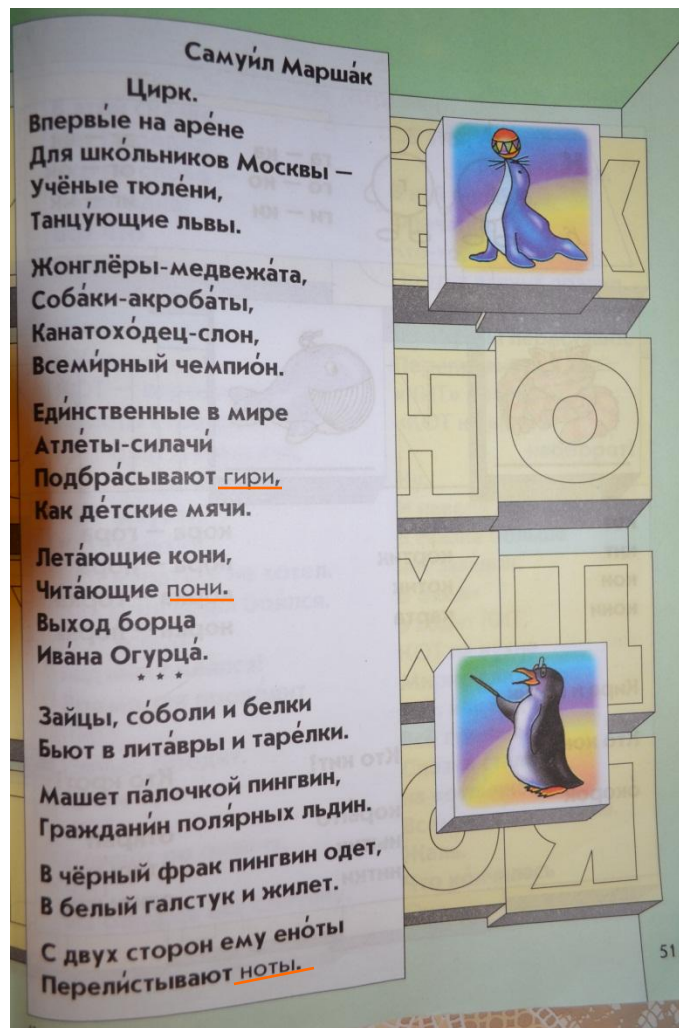 Самуи́л Марша́к
Цирк.
Впервы́е на аре́не
Для шко́льников Москвы –
Учёные тюле́ни,
Танцу́ющие львы.
Жонглёры-медвежа́та,
Соба́ки-акроба́ты,
Канатохо́дец-слон,
Всеми́рный чемпио́н.
Еди́нственные в мире
Атле́ты-силачи́
Подбра́сывают гири,
Как де́тские мячи.
Лета́ющие кони,
Чита́ющие пони.
Выход борца
Ива́на Огурца́.
* * *
Зайцы, со́боли и белки
Бьют в лита́вры и таре́лки.
Машет па́лочкой пингвин,
Граждани́н поля́рных льдин.
В чёрный фрак пингвин одет,
В белый галстук и жилет.
С двух сторон ему ено́ты
Перели́стывают ноты.
Н
О
Х
Ц
Я
51